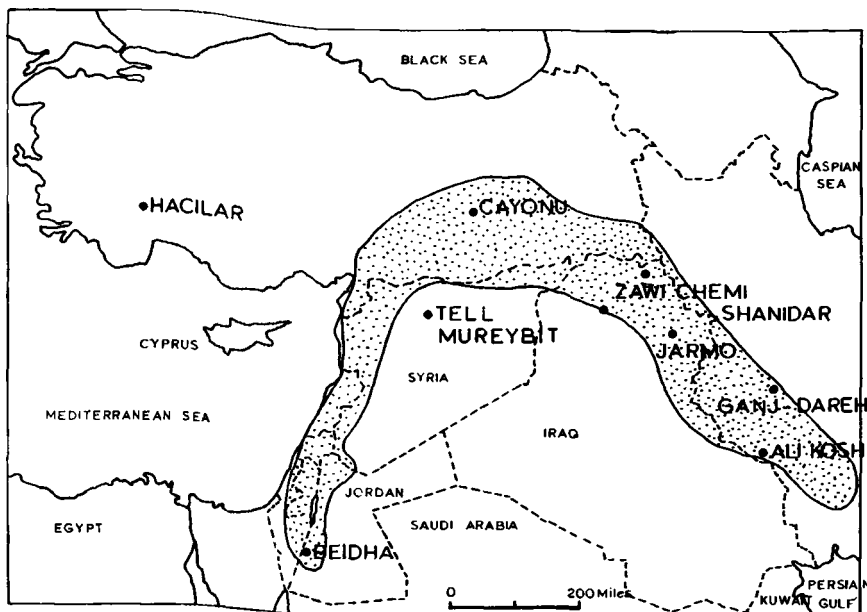 BLACK SEA
CASPIAN
SEA
HACILAR
CAYONU
ZAWI CHEMI
SHANIDAR
TELL
MUREYBIT
CYPRUS
JARMO
SYRIA
GANJ-DAREH
MEDITERRANEAN SEA
IRAQ
ALI KOSH
JORDAN
EGYPT
SAUDI ARABIA
BEIDHA
0 200 Miles
KUWAIT
PERSIAN
GULF